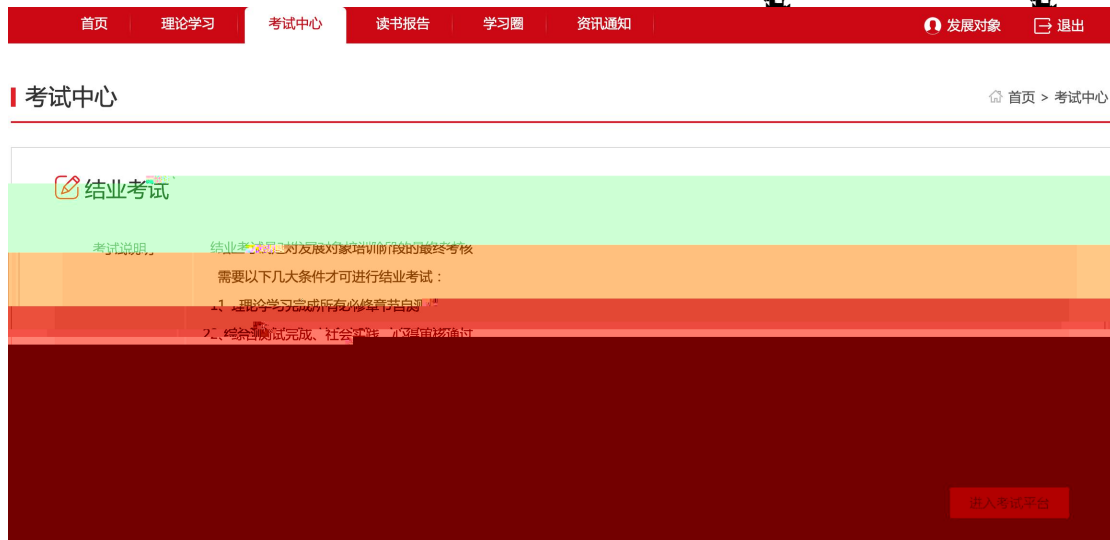 首页 理论学习 考试中心 读书报告 学习圈 资讯通知 发展对象 退出
考试中心 首页 > 考试中心
结业考试
考试说明 结业考试是对发展对象培训阶段的最终考核
需要以下几大条件才可进行结业考试：
1、理论学习完成所有必修章节自测
2、综合测试完成、社会实践、心得审核通过
进入考试平台